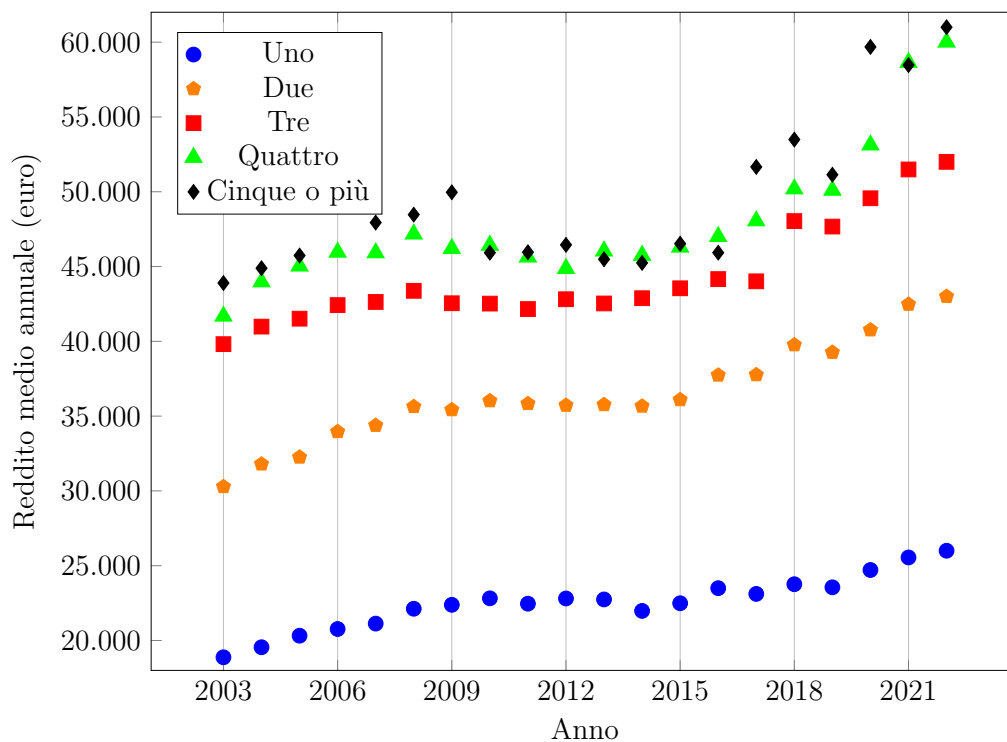 60.000
55.000
50.000
45.000
40.000
35.000
30.000
25.000
20.000
Reddito medio annuale (euro)
Uno
Due
Tre
Quattro
Cinque o più
2003 2006 2009 2012 2015 2018 2021
Anno